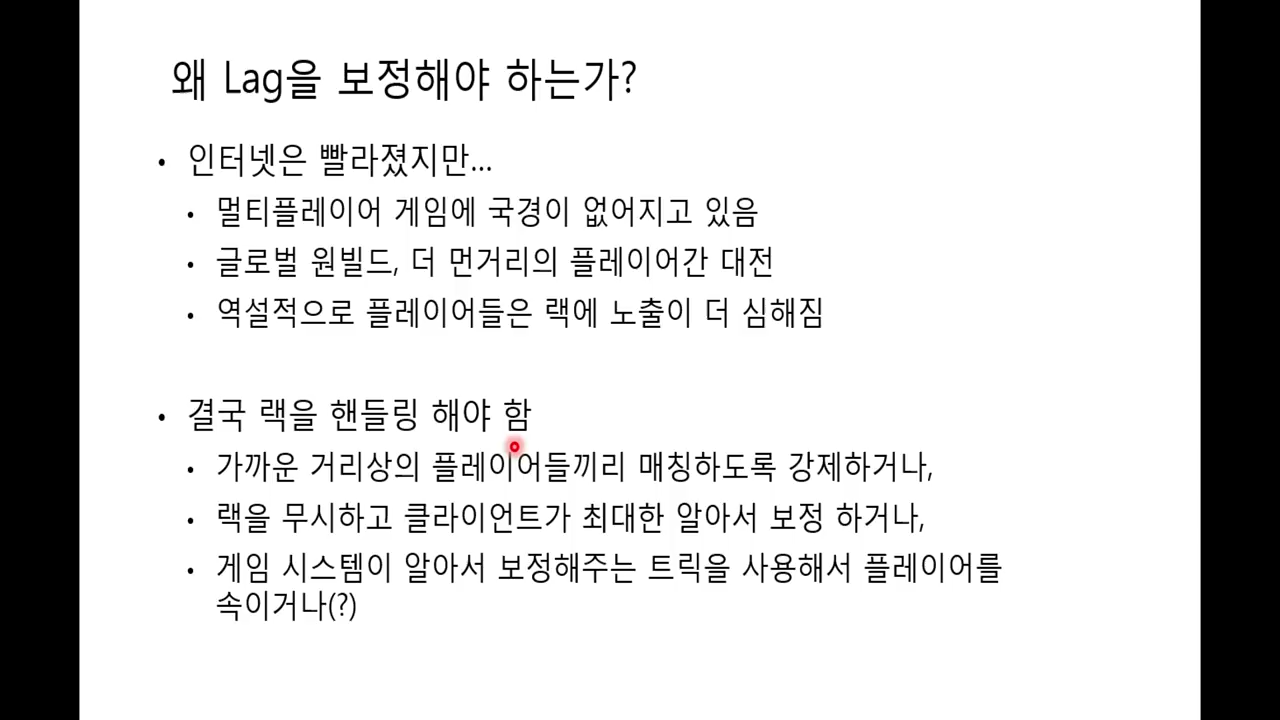 왜 Lag을 보정해야 하는가?
• 인터넷은 빨라졌지만...
• 멀티플레이어 게임에 국경이 없어지고 있음
• 글로벌 원빌드, 더 먼거리의 플레이어간 대전
• 역설적으로 플레이어들은 랙에 노출이 더 심해짐
• 결국 랙을 핸들링 해야 함
• 가까운 거리상의 플레이어들끼리 매칭하도록 강제하거나,
• 랙을 무시하고 클라이언트가 최대한 알아서 보정 하거나,
• 게임 시스템이 알아서 보정해주는 트릭을 사용해서 플레이어를
속이거나(?)